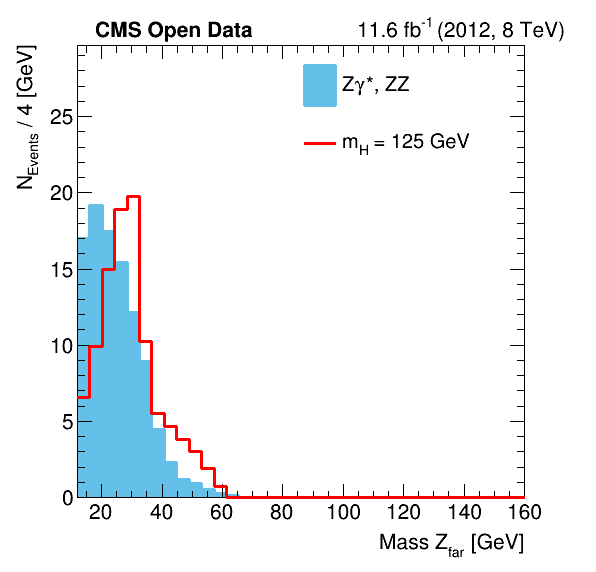 CMS Open Data 11.6 fb⁻¹ (2012, 8 TeV)
N_Events / 4 [GeV]
Zγ*, ZZ
m_H = 125 GeV
25
20
15
10
5
0
20 40 60 80 100 120 140 160
Mass Z_far [GeV]